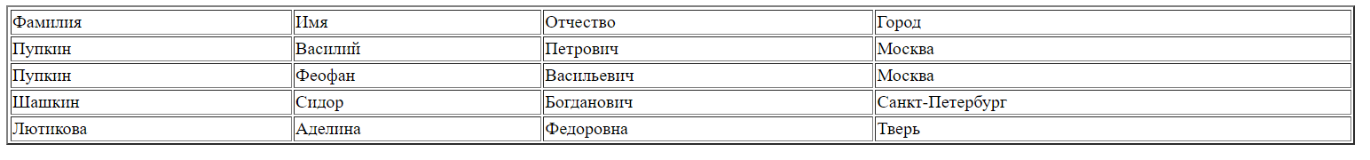 Фамилия Имя Отчество Город
Пупкин Василий Петрович Москва
Пупкин Феофан Васильевич Москва
Шашкин Сидор Богданович Санкт-Петербург
Лютикова Аделина Федоровна Тверь